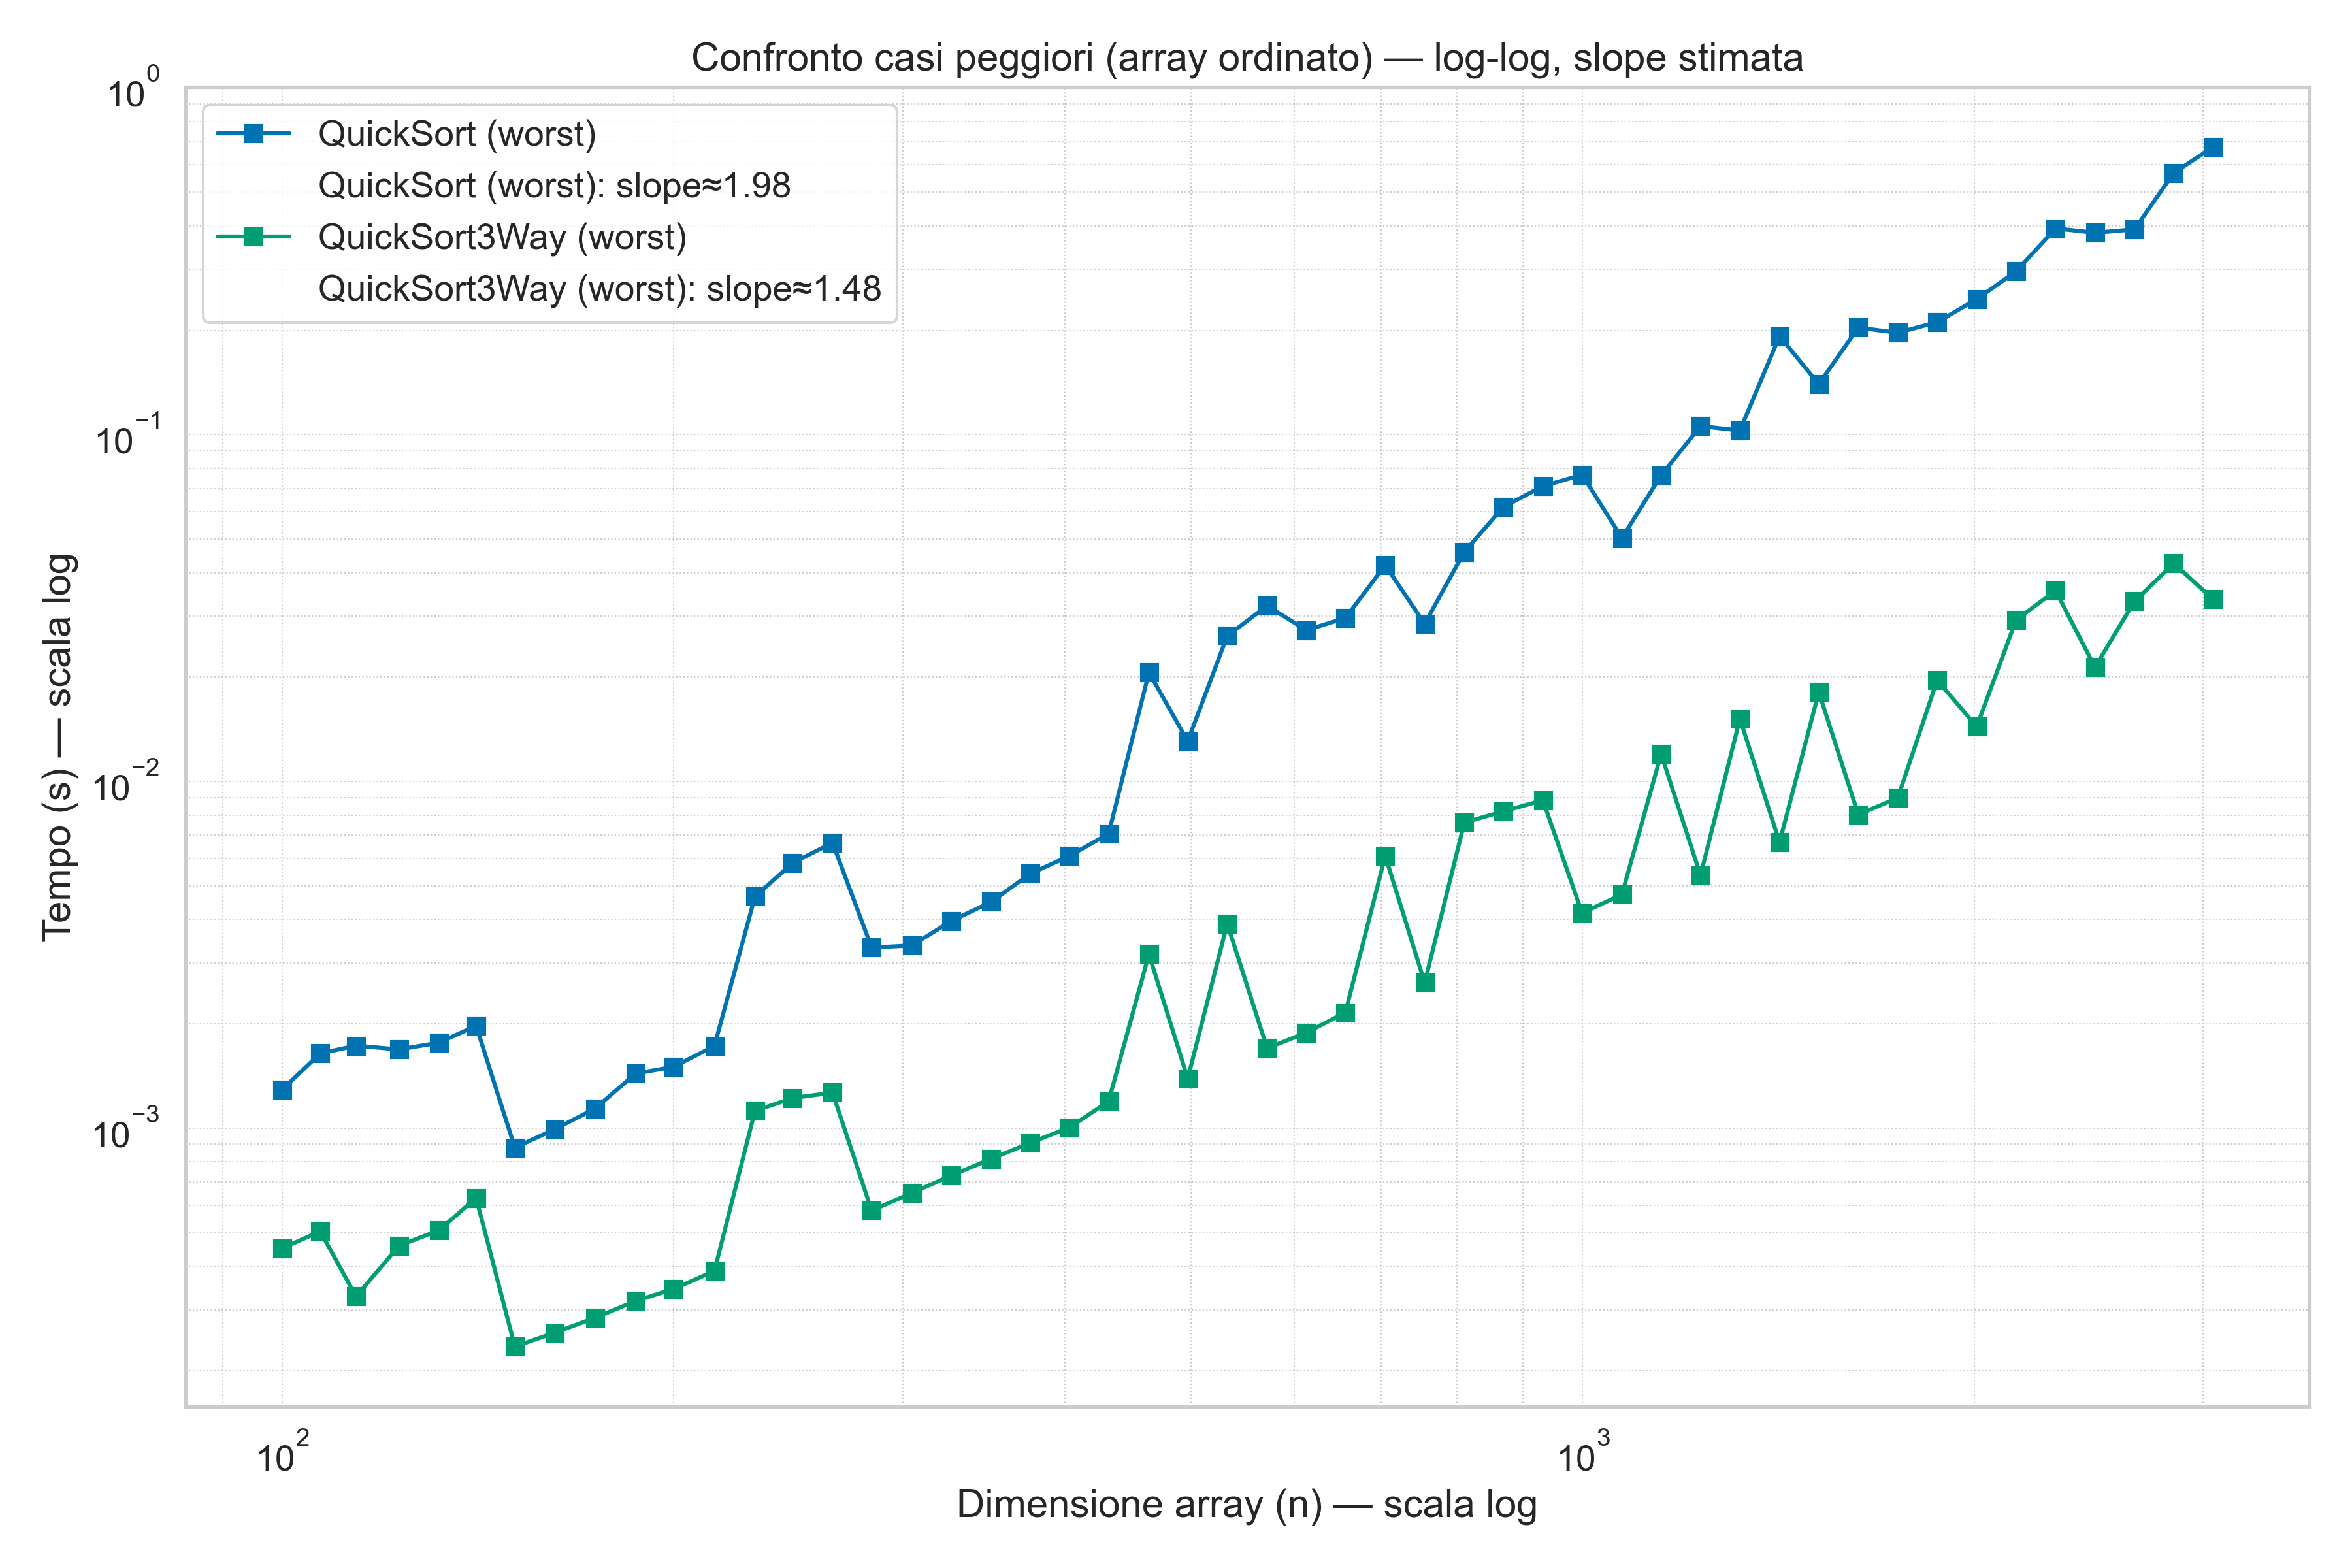 Confronto casi peggiori (array ordinato) — log-log, slope stimata
10^0
QuickSort (worst)
QuickSort (worst): slope≈1.98
QuickSort3Way (worst)
QuickSort3Way (worst): slope≈1.48
10^−1
10^−2
10^−3
Tempo (s) — scala log
10^2
10^3
Dimensione array (n) — scala log